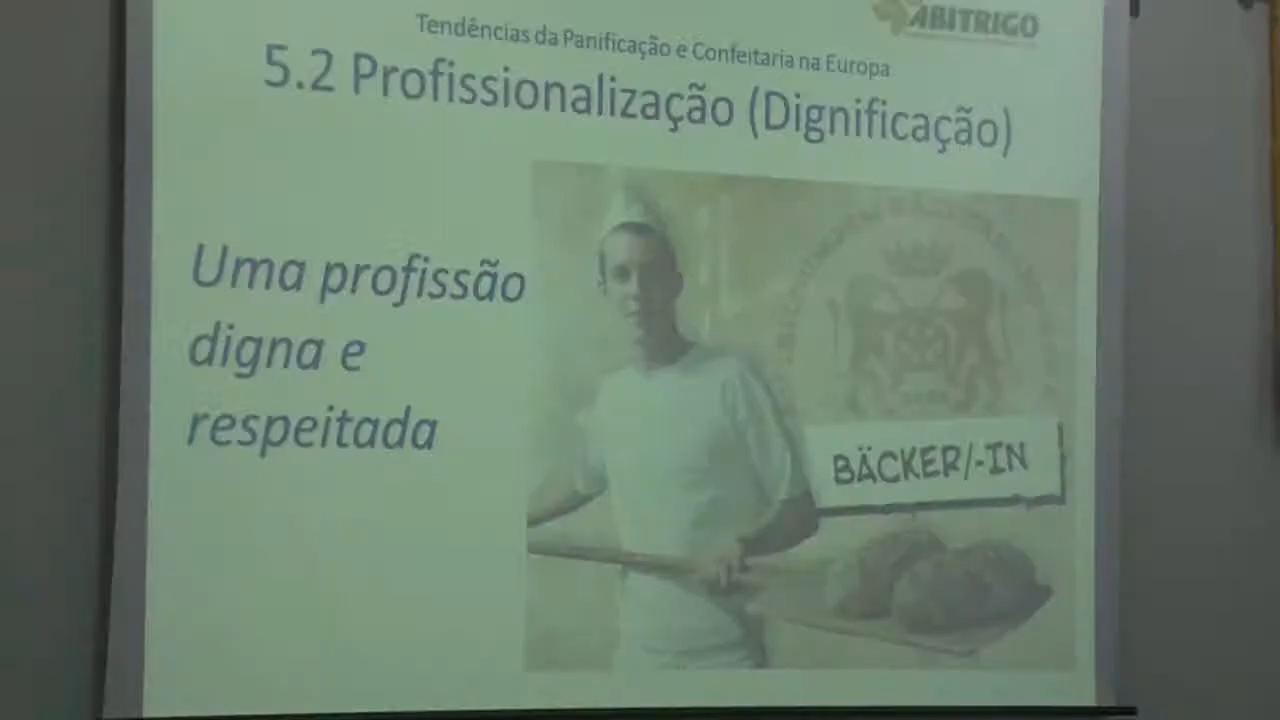 ABITRIGO
Tendências da Panificação e Confeitaria na Europa
5.2 Profissionalização (Dignificação)
Uma profissão
digna e
respeitada
BÄCKER/-IN